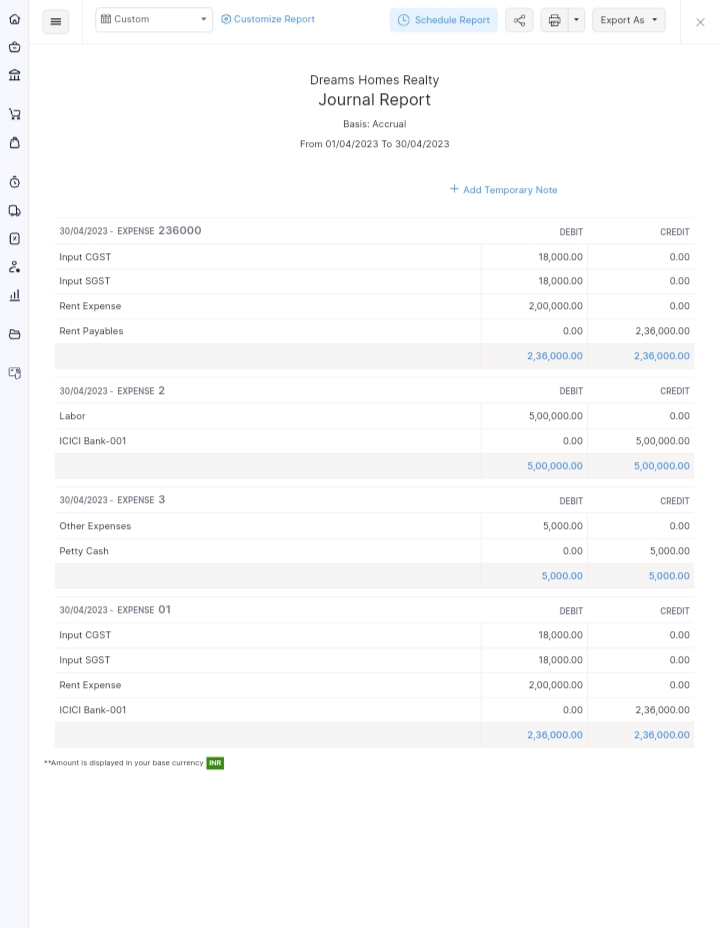 Custom Customize Report Schedule Report Export As
Dreams Homes Realty
Journal Report
Basis: Accrual
From 01/04/2023 To 30/04/2023
+ Add Temporary Note
30/04/2023 - EXPENSE 236000 DEBIT CREDIT
Input CGST 18,000.00 0.00
Input SGST 18,000.00 0.00
Rent Expense 2,00,000.00 0.00
Rent Payables 0.00 2,36,000.00
2,36,000.00 2,36,000.00
30/04/2023 - EXPENSE 2 DEBIT CREDIT
Labor 5,00,000.00 0.00
ICICI Bank-001 0.00 5,00,000.00
5,00,000.00 5,00,000.00
30/04/2023 - EXPENSE 3 DEBIT CREDIT
Other Expenses 5,000.00 0.00
Petty Cash 0.00 5,000.00
5,000.00 5,000.00
30/04/2023 - EXPENSE 01 DEBIT CREDIT
Input CGST 18,000.00 0.00
Input SGST 18,000.00 0.00
Rent Expense 2,00,000.00 0.00
ICICI Bank-001 0.00 2,36,000.00
2,36,000.00 2,36,000.00
**Amount is displayed in your base currency INR